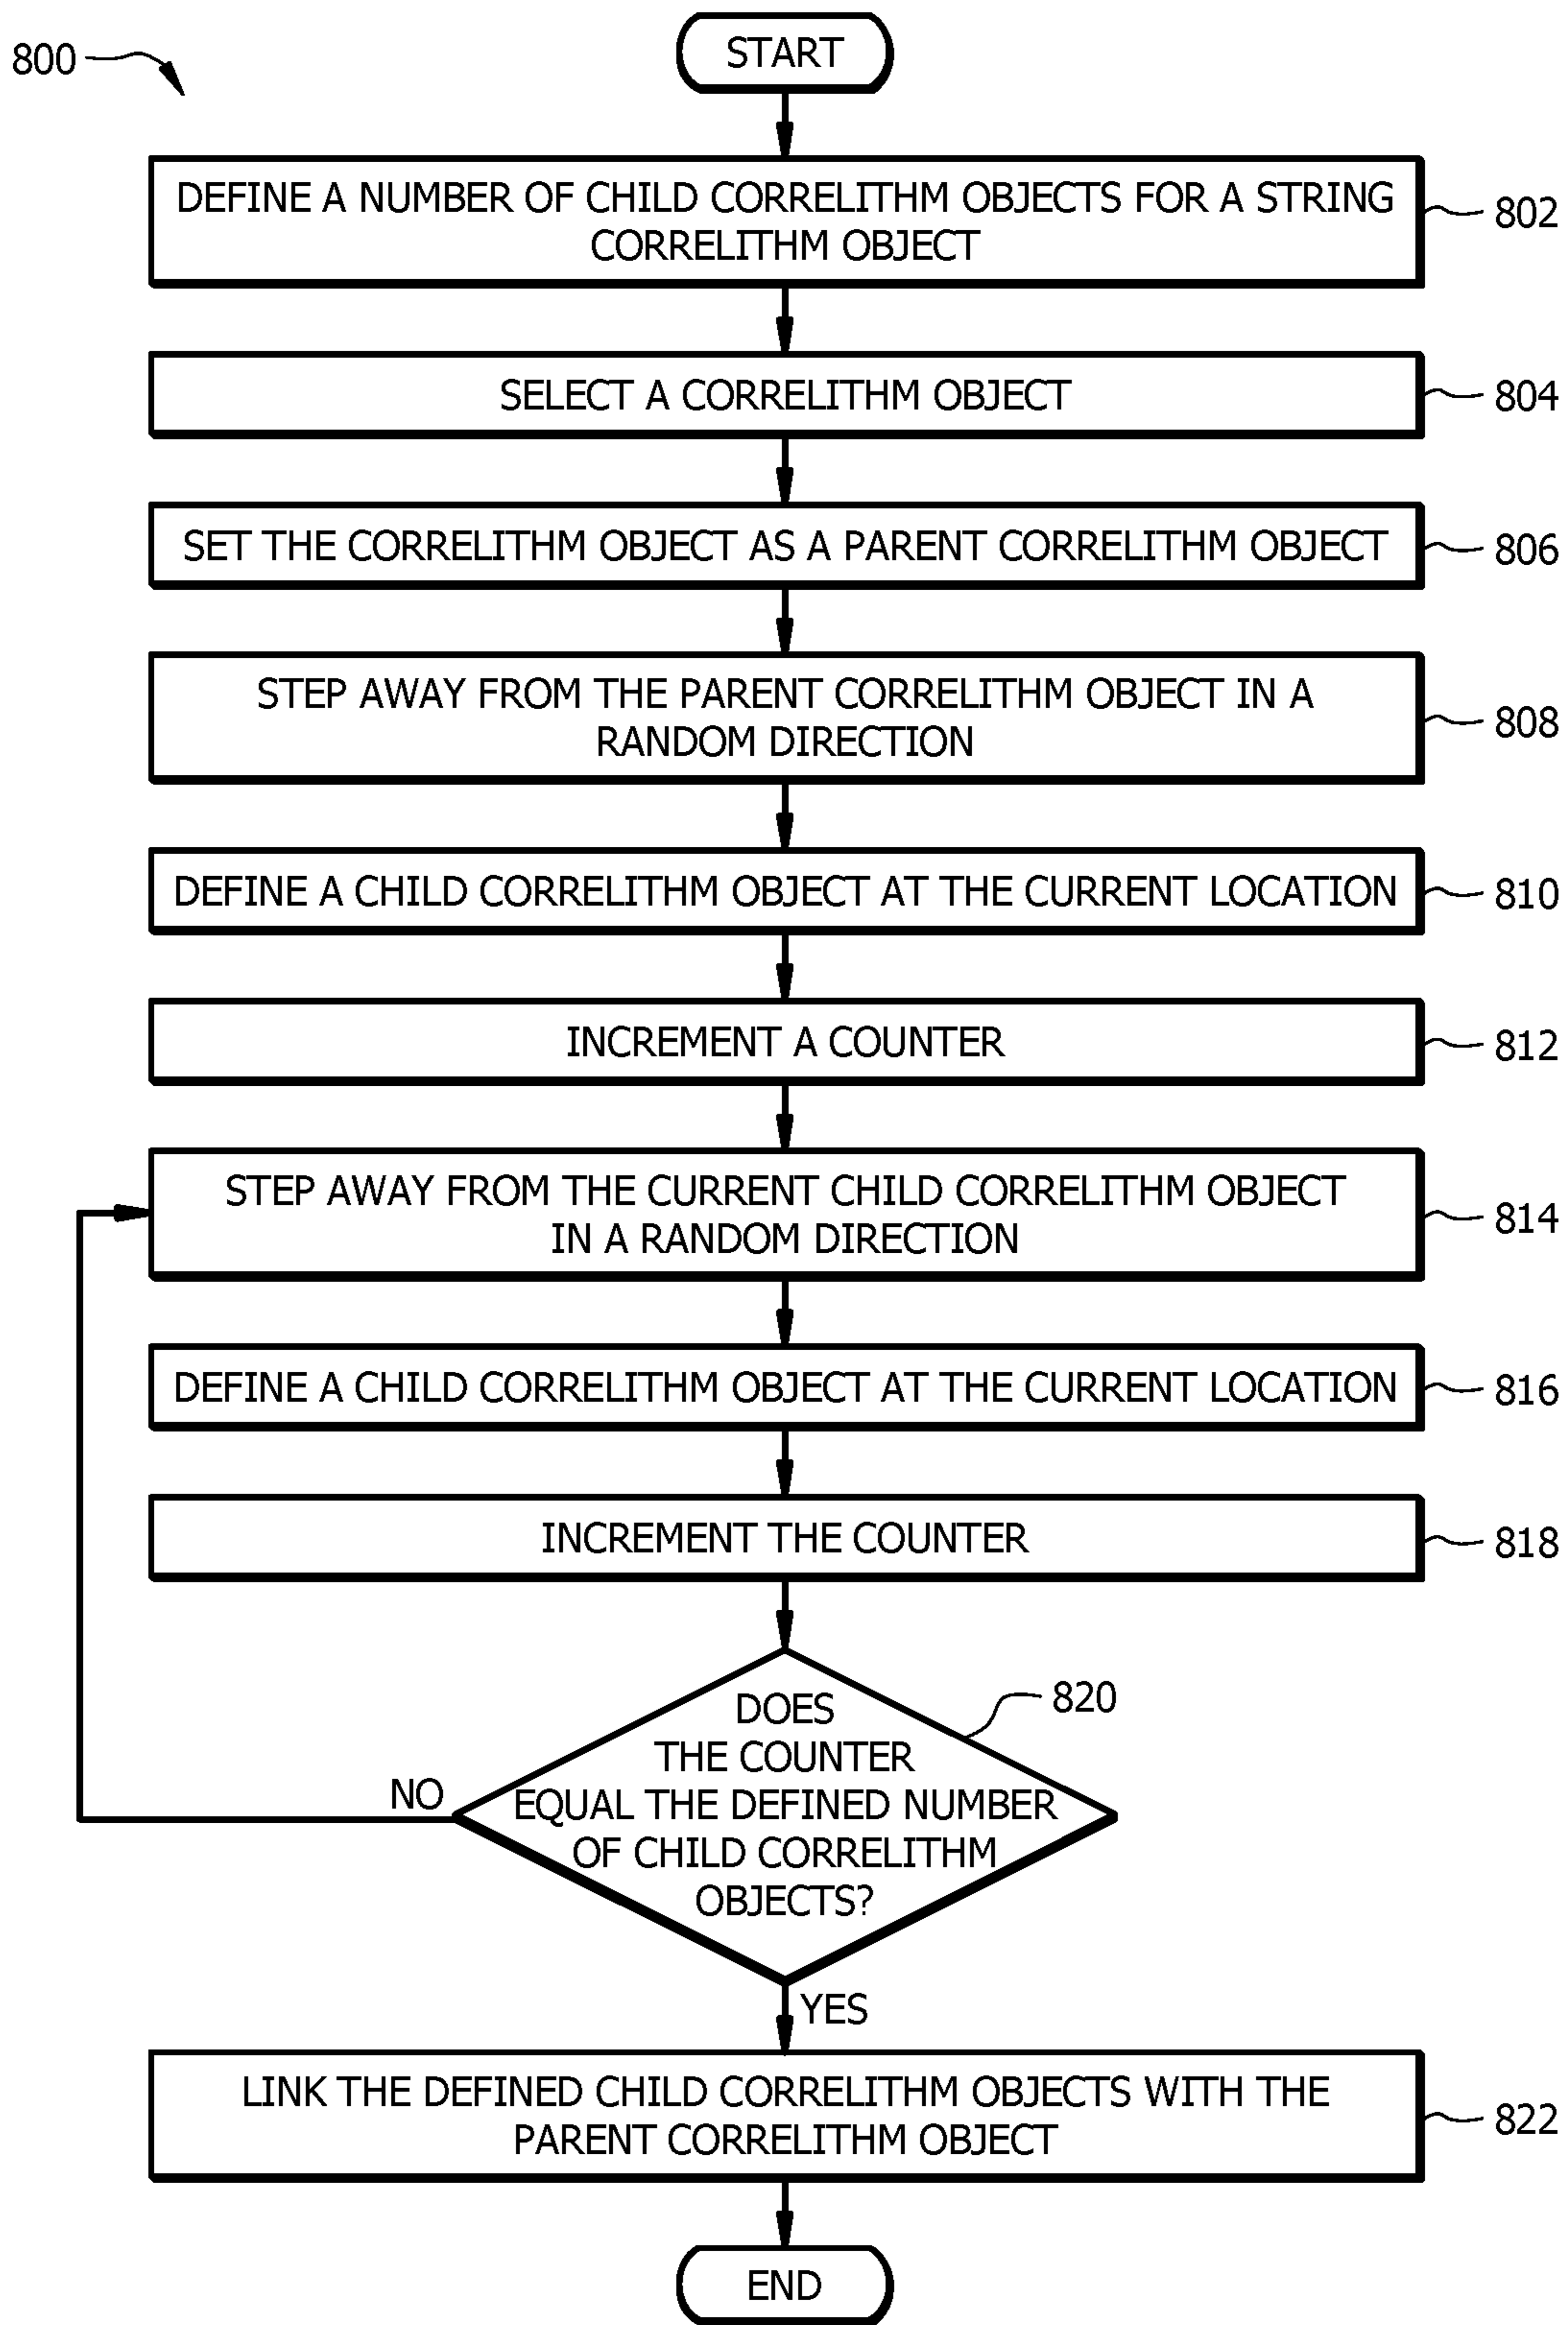 800
START
DEFINE A NUMBER OF CHILD CORRELITHM OBJECTS FOR A STRING
CORRELITHM OBJECT
802
SELECT A CORRELITHM OBJECT
804
SET THE CORRELITHM OBJECT AS A PARENT CORRELITHM OBJECT
806
STEP AWAY FROM THE PARENT CORRELITHM OBJECT IN A
RANDOM DIRECTION
808
DEFINE A CHILD CORRELITHM OBJECT AT THE CURRENT LOCATION
810
INCREMENT A COUNTER
812
STEP AWAY FROM THE CURRENT CHILD CORRELITHM OBJECT
IN A RANDOM DIRECTION
814
DEFINE A CHILD CORRELITHM OBJECT AT THE CURRENT LOCATION
816
INCREMENT THE COUNTER
818
DOES
THE COUNTER
EQUAL THE DEFINED NUMBER
OF CHILD CORRELITHM
OBJECTS?
820
NO
YES
LINK THE DEFINED CHILD CORRELITHM OBJECTS WITH THE
PARENT CORRELITHM OBJECT
822
END